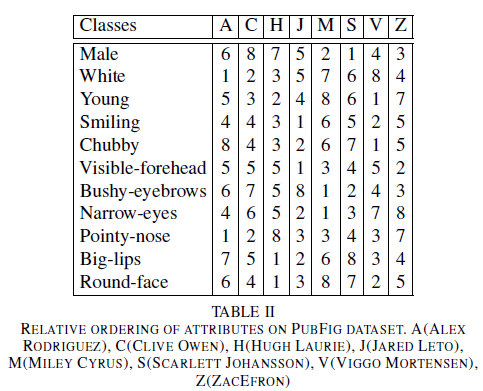 Classes A C H J M S V Z
Male 6 8 7 5 2 1 4 3
White 1 2 3 5 7 6 8 4
Young 5 3 2 4 8 6 1 7
Smiling 4 4 3 1 6 5 2 5
Chubby 8 4 3 2 6 7 1 5
Visible-forehead 5 5 5 1 3 4 5 2
Bushy-eyebrows 6 7 5 8 1 2 4 3
Narrow-eyes 4 6 5 2 1 3 7 8
Pointy-nose 1 2 8 3 3 4 3 7
Big-lips 7 5 1 2 6 8 3 4
Round-face 6 4 1 3 8 7 2 5
TABLE II
RELATIVE ORDERING OF ATTRIBUTES ON PUBFIG DATASET. A(ALEX
RODRIGUEZ), C(CLIVE OWEN), H(HUGH LAURIE), J(JARED LETO),
M(MILEY CYRUS), S(SCARLETT JOHANSSON), V(VIGGO MORTENSEN),
Z(ZACEFRON)